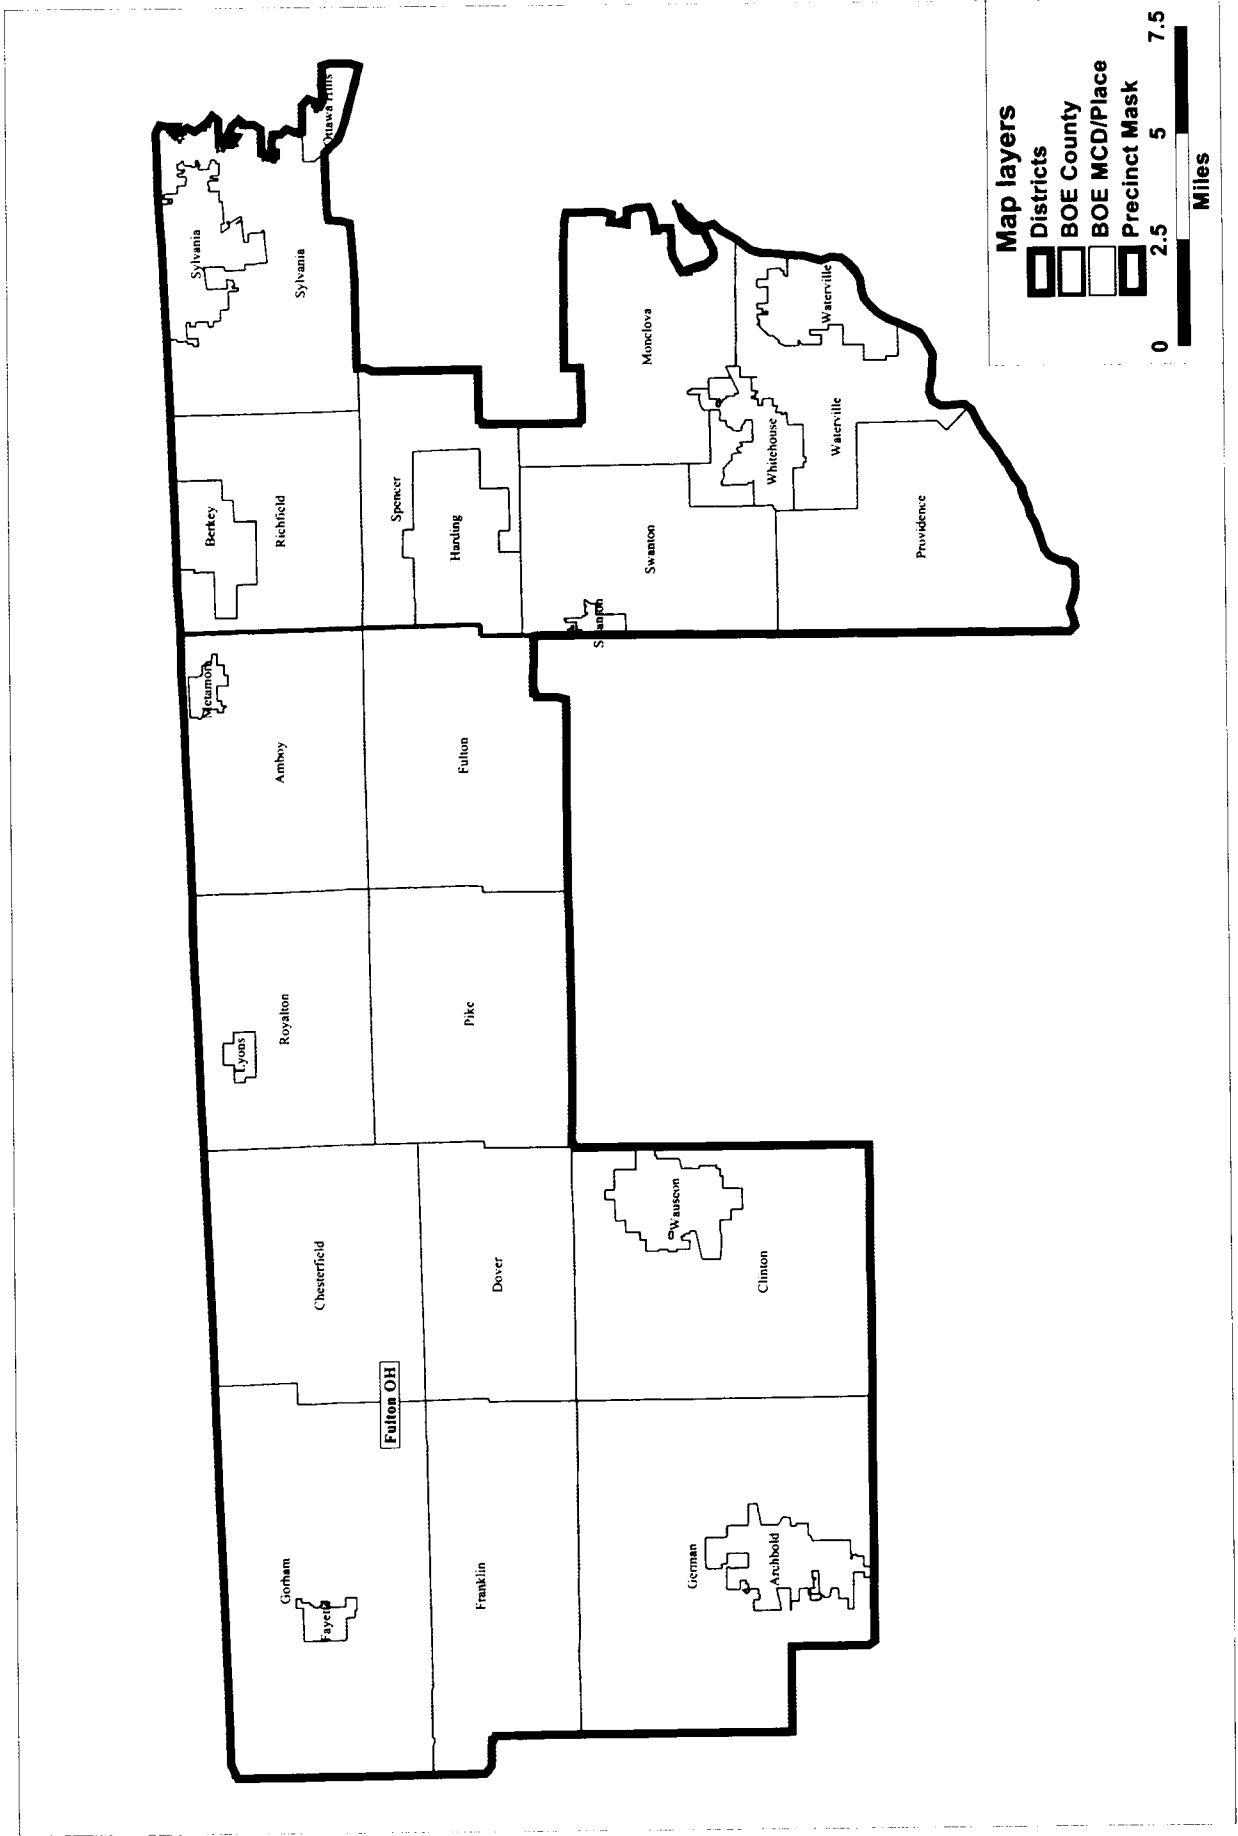 Ottawa Hills
Sylvania
Sylvania
Monclova
Waterville
Whitehouse
Waterville
Berkey
Richfield
Spencer
Harding
Swanton
Swanton
Providence
Metamora
Amboy
Fulton
Lyons
Royalton
Pike
Chesterfield
Dover
Wauseon
Clinton
Fulton OH
Gorham
Fayette
Franklin
German
Archbold
Map layers
Districts
BOE County
BOE MCD/Place
Precinct Mask
0 2.5 5 7.5
Miles